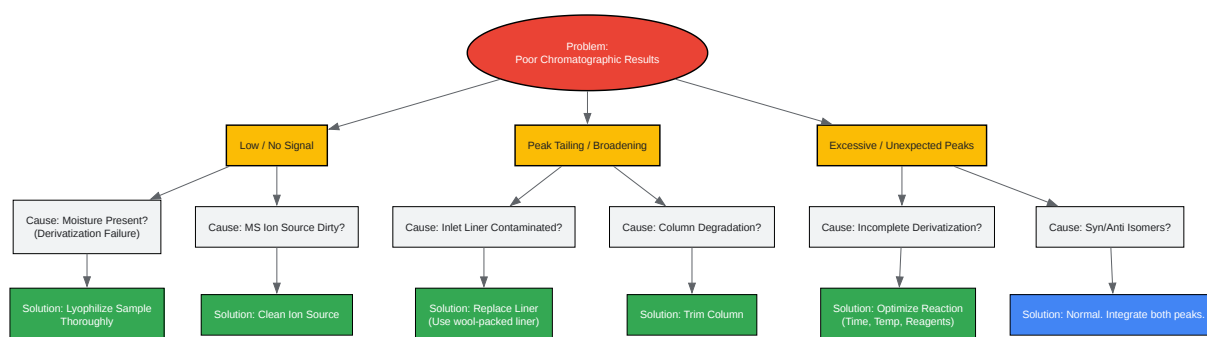 Problem:
Poor Chromatographic Results
Low / No Signal
Peak Tailing / Broadening
Excessive / Unexpected Peaks
Cause: Moisture Present?
(Derivatization Failure)
Cause: MS Ion Source Dirty?
Cause: Inlet Liner Contaminated?
Cause: Column Degradation?
Cause: Incomplete Derivatization?
Cause: Syn/Anti Isomers?
Solution: Lyophilize Sample
Thoroughly
Solution: Clean Ion Source
Solution: Replace Liner
(Use wool-packed liner)
Solution: Trim Column
Solution: Optimize Reaction
(Time, Temp, Reagents)
Solution: Normal. Integrate both peaks.